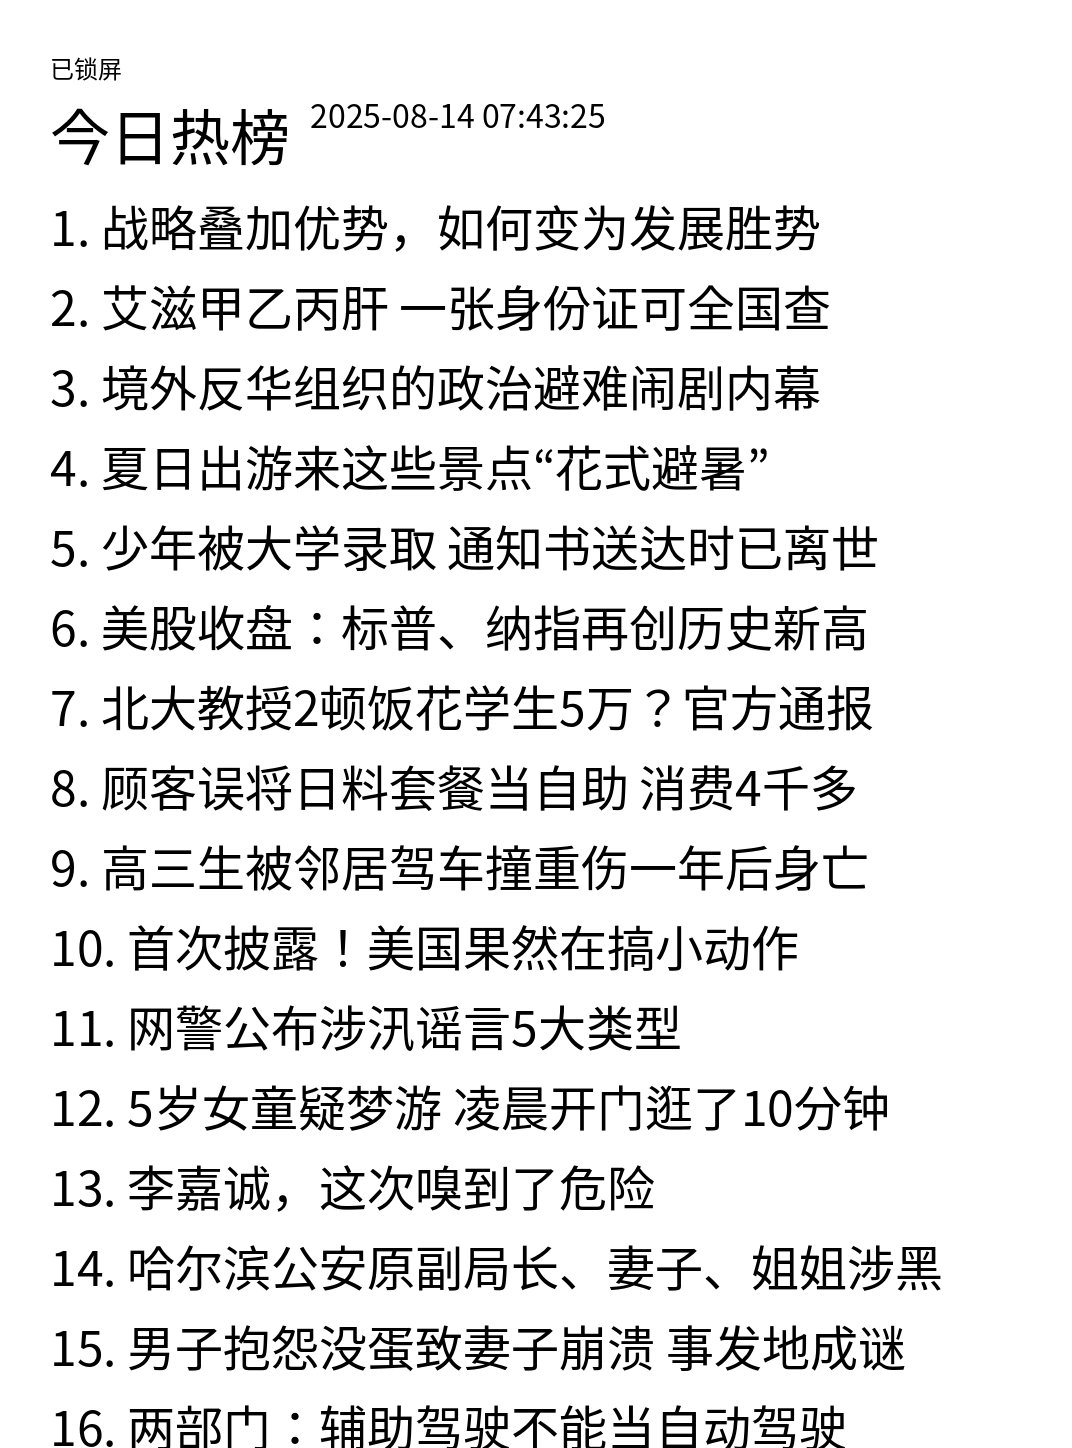 已锁屏
今日热榜 2025-08-14 07:43:25
1. 战略叠加优势，如何变为发展胜势
2. 艾滋甲乙丙肝 一张身份证可全国查
3. 境外反华组织的政治避难闹剧内幕
4. 夏日出游来这些景点“花式避暑”
5. 少年被大学录取 通知书送达时已离世
6. 美股收盘：标普、纳指再创历史新高
7. 北大教授2顿饭花学生5万？官方通报
8. 顾客误将日料套餐当自助 消费4千多
9. 高三生被邻居驾车撞重伤一年后身亡
10. 首次披露！美国果然在搞小动作
11. 网警公布涉汛谣言5大类型
12. 5岁女童疑梦游 凌晨开门逛了10分钟
13. 李嘉诚，这次嗅到了危险
14. 哈尔滨公安原副局长、妻子、姐姐涉黑
15. 男子抱怨没蛋致妻子崩溃 事发地成谜
16. 两部门：辅助驾驶不能当自动驾驶